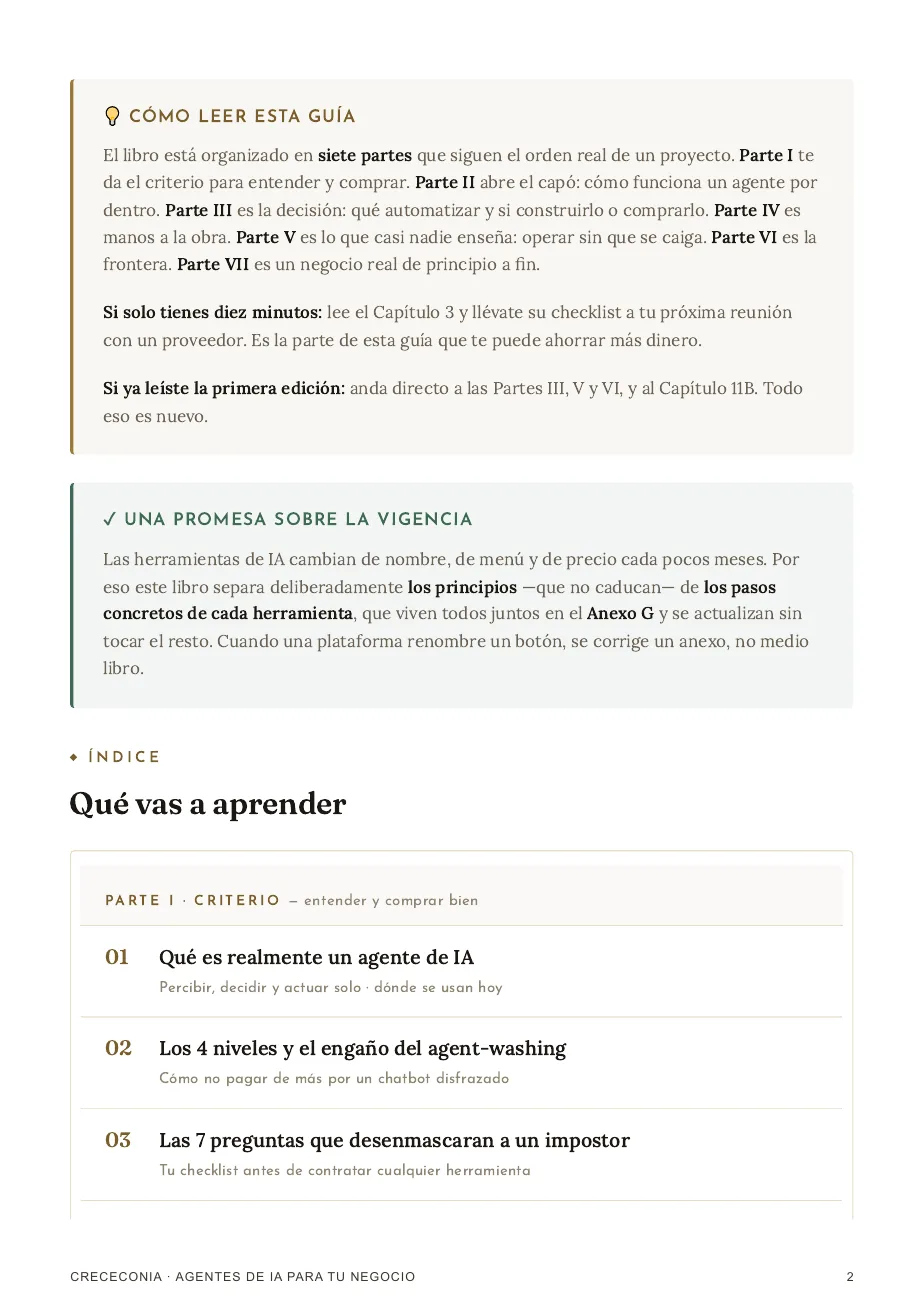 CÓMO LEER ESTA GUÍA
El libro está organizado en siete partes que siguen el orden real de un proyecto. Parte I te
da el criterio para entender y comprar. Parte II abre el capó: cómo funciona un agente por
dentro. Parte III es la decisión: qué automatizar y si construirlo o comprarlo. Parte IV es
manos a la obra. Parte V es lo que casi nadie enseña: operar sin que se caiga. Parte VI es la
frontera. Parte VII es un negocio real de principio a fin.
Si solo tienes diez minutos: lee el Capítulo 3 y llévate su checklist a tu próxima reunión
con un proveedor. Es la parte de esta guía que te puede ahorrar más dinero.
Si ya leíste la primera edición: anda directo a las Partes III, V y VI, y al Capítulo 11B. Todo
eso es nuevo.
✓ UNA PROMESA SOBRE LA VIGENCIA
Las herramientas de IA cambian de nombre, de menú y de precio cada pocos meses. Por
eso este libro separa deliberadamente los principios —que no caducan— de los pasos
concretos de cada herramienta, que viven todos juntos en el Anexo G y se actualizan sin
tocar el resto. Cuando una plataforma renombre un botón, se corrige un anexo, no medio
libro.
◆ ÍNDICE
Qué vas a aprender
PARTE I · CRITERIO — entender y comprar bien
01 Qué es realmente un agente de IA
Percibir, decidir y actuar solo · dónde se usan hoy
02 Los 4 niveles y el engaño del agent-washing
Cómo no pagar de más por un chatbot disfrazado
03 Las 7 preguntas que desenmascaran a un impostor
Tu checklist antes de contratar cualquier herramienta
CRECECONIA · AGENTES DE IA PARA TU NEGOCIO 2